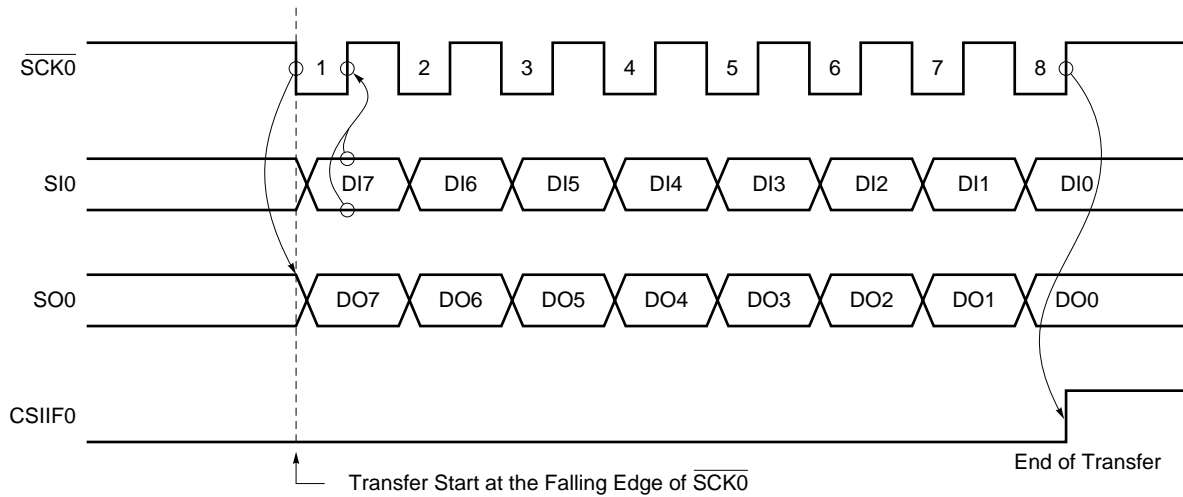 SCK0 1 2 3 4 5 6 7 8
SI0 DI7 DI6 DI5 DI4 DI3 DI2 DI1 DI0
SO0 DO7 DO6 DO5 DO4 DO3 DO2 DO1 DO0
CSIIF0
End of Transfer
Transfer Start at the Falling Edge of SCK0